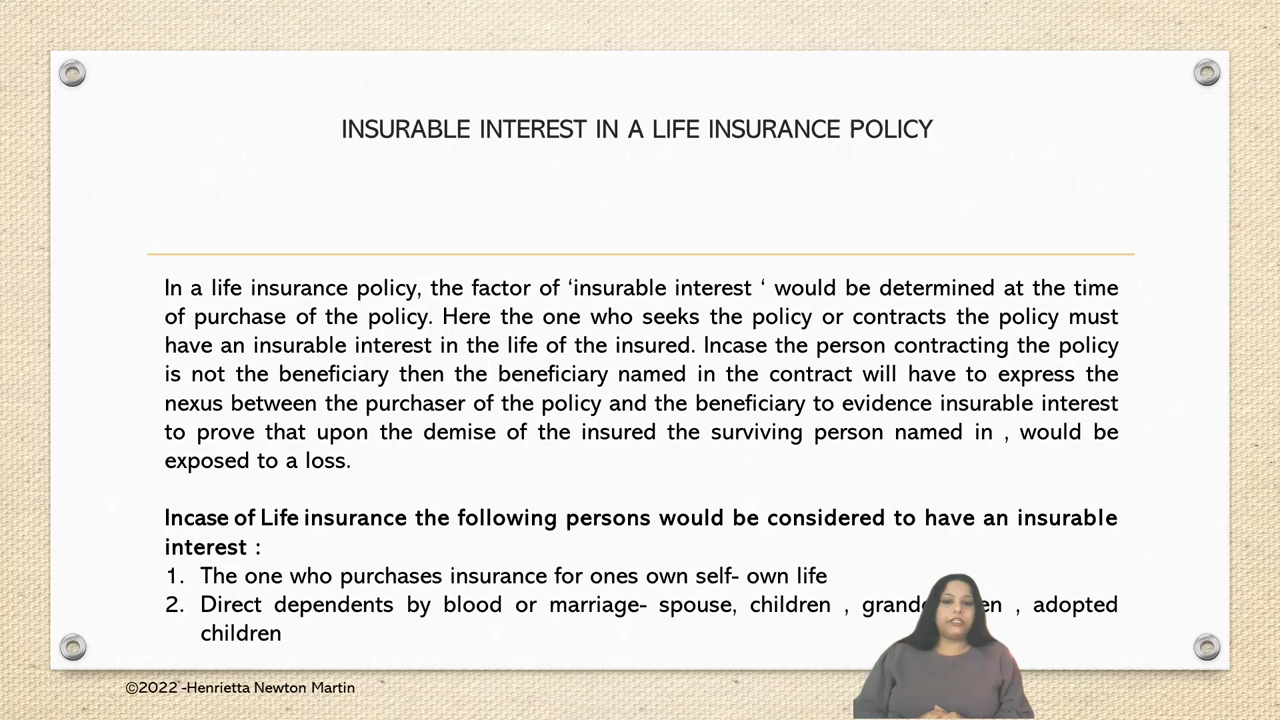 INSURABLE INTEREST IN A LIFE INSURANCE POLICY
In a life insurance policy, the factor of ‘insurable interest ‘ would be determined at the time
of purchase of the policy. Here the one who seeks the policy or contracts the policy must
have an insurable interest in the life of the insured. Incase the person contracting the policy
is not the beneficiary then the beneficiary named in the contract will have to express the
nexus between the purchaser of the policy and the beneficiary to evidence insurable interest
to prove that upon the demise of the insured the surviving person named in , would be
exposed to a loss.
Incase of Life insurance the following persons would be considered to have an insurable
interest :
1. The one who purchases insurance for ones own self- own life
2. Direct dependents by blood or marriage- spouse, children , , adopted
children
©2022 -Henrietta Newton Martin